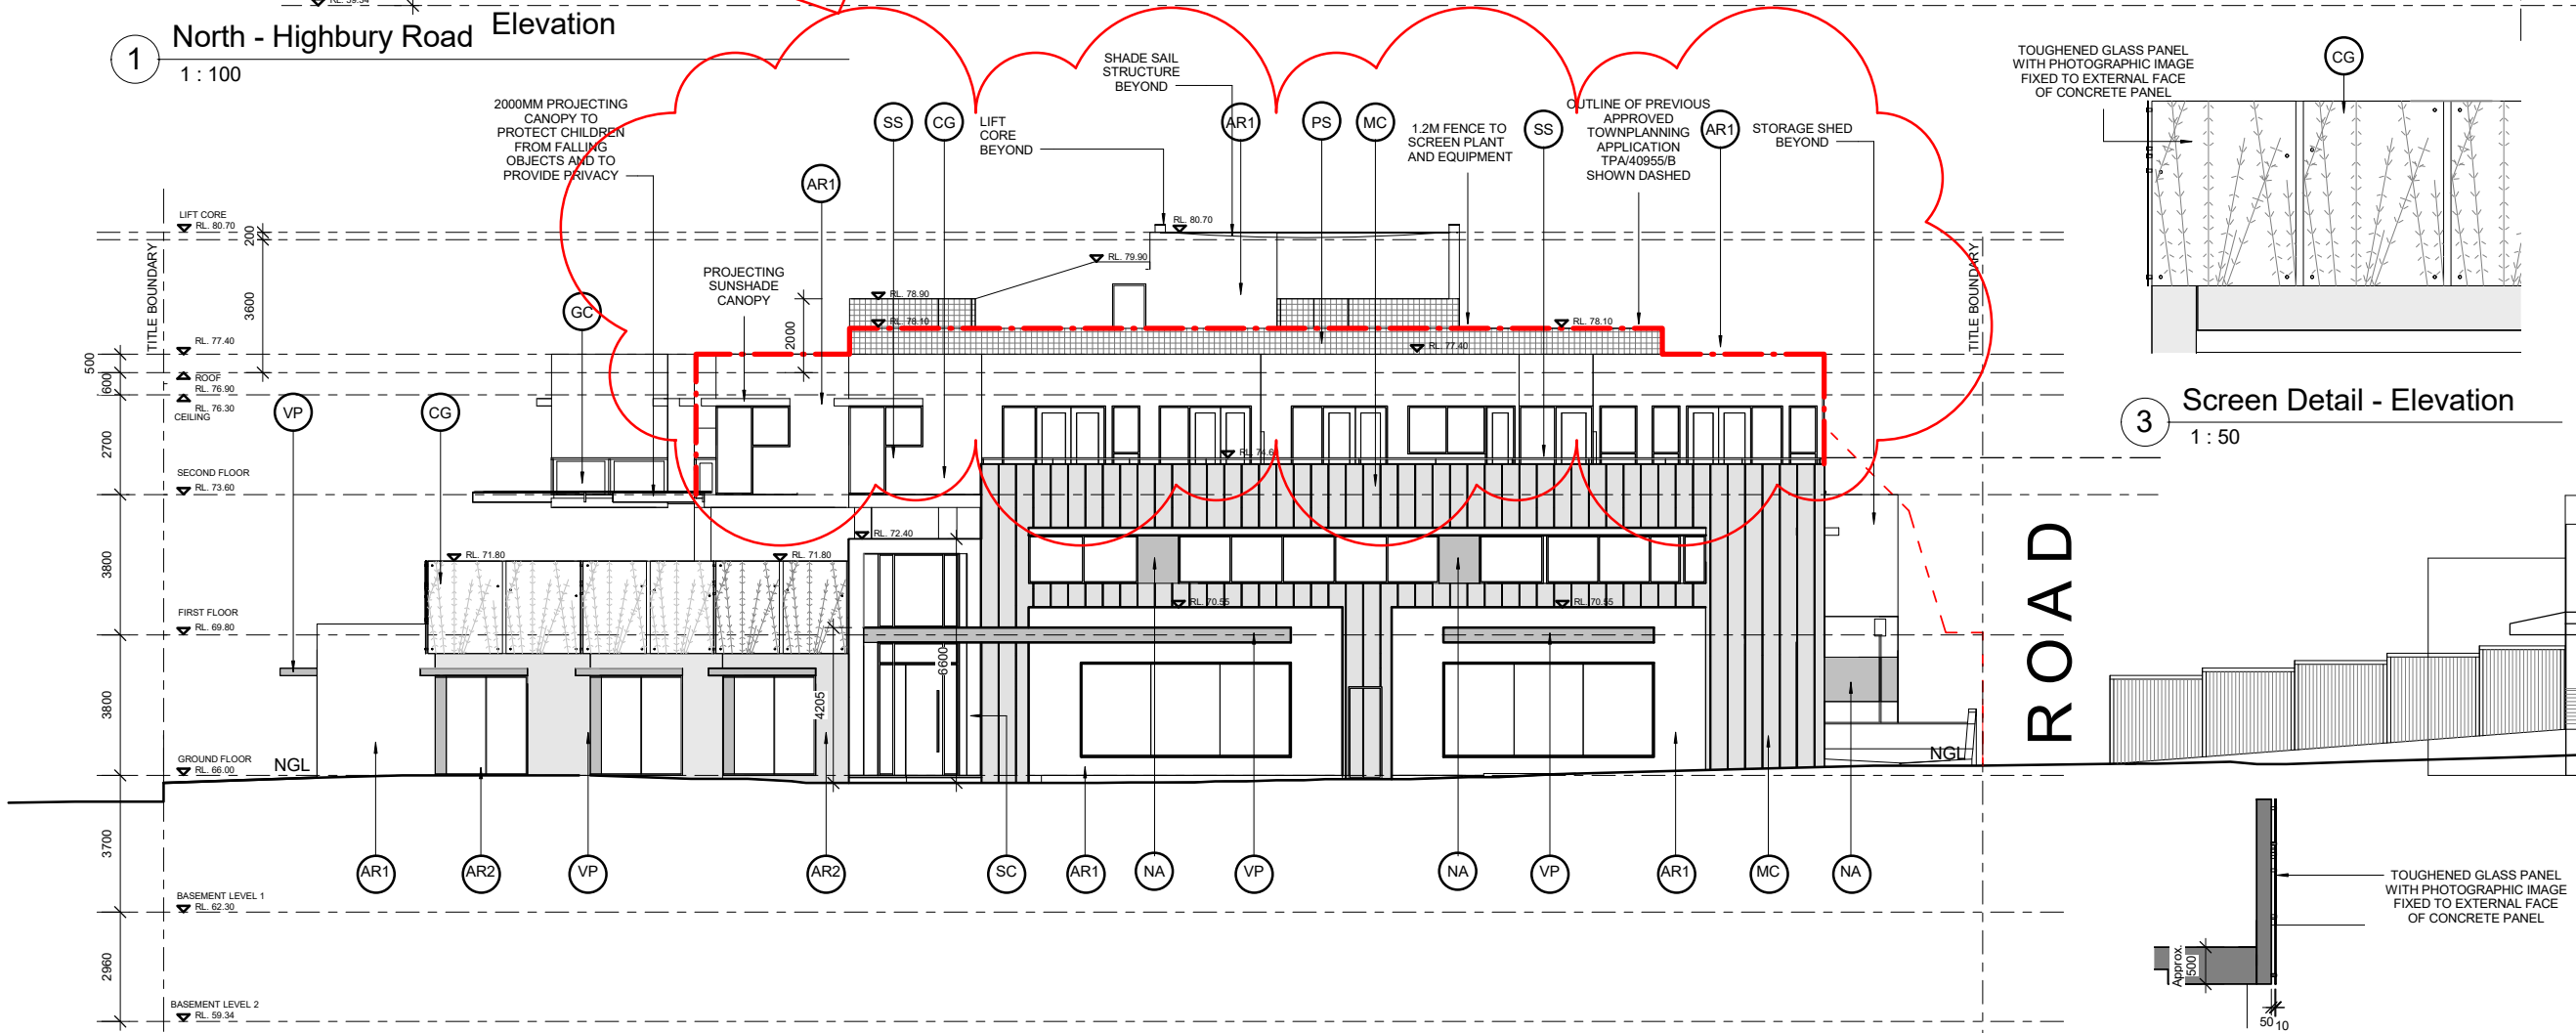 RL. 59.34
1
North - Highbury Road Elevation
1 : 100
2000MM PROJECTING
CANOPY TO
PROTECT CHILDREN
FROM FALLING
OBJECTS AND TO
PROVIDE PRIVACY
AR1
SS
CG
LIFT
CORE
BEYOND
SHADE SAIL
STRUCTURE
BEYOND
AR1
PS
MC
1.2M FENCE TO
SCREEN PLANT
AND EQUIPMENT
SS
OUTLINE OF PREVIOUS
APPROVED
TOWNPLANNING
APPLICATION
TPA/40955/B
SHOWN DASHED
AR1
STORAGE SHED
BEYOND
TOUGHENED GLASS PANEL
WITH PHOTOGRAPHIC IMAGE
FIXED TO EXTERNAL FACE
OF CONCRETE PANEL
CG
LIFT CORE
RL. 80.70
200
RL. 80.70
TITLE BOUNDARY
TITLE BOUNDARY
3600
RL. 79.90
PROJECTING
SUNSHADE
CANOPY
GC
RL. 78.90
RL. 76.10
RL. 78.10
2000
RL. 77.40
RL. 77.40
500
ROOF
RL. 76.90
600
RL. 76.30
CEILING
VP
CG
3
Screen Detail - Elevation
1 : 50
2700
SECOND FLOOR
RL. 73.60
RL. 72.40
3800
RL. 71.80
RL. 71.80
RL. 70.55
RL. 70.55
FIRST FLOOR
RL. 69.80
6600
4205
3800
ROAD
GROUND FLOOR
RL. 66.00
NGL
NGL
3700
AR1
AR2
VP
AR2
SC
AR1
NA
VP
NA
VP
AR1
MC
NA
BASEMENT LEVEL 1
RL. 62.30
2960
BASEMENT LEVEL 2
RL. 59.34
TOUGHENED GLASS PANEL
WITH PHOTOGRAPHIC IMAGE
FIXED TO EXTERNAL FACE
OF CONCRETE PANEL
Approx.
500
50
10